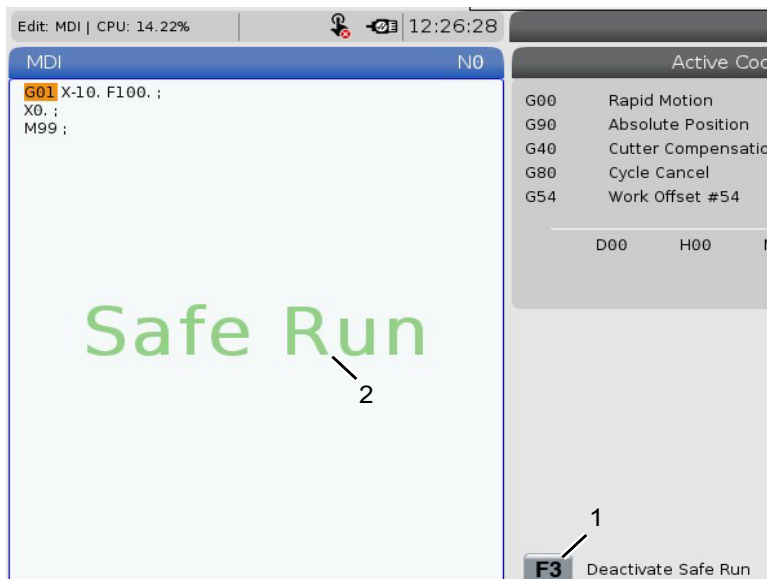 Edit: MDI | CPU: 14.22%
12:26:28
MDI
N0
G01 X-10. F100. ;
X0. ;
M99 ;
Safe Run
2
Active Cod
G00 Rapid Motion
G90 Absolute Position
G40 Cutter Compensatio
G80 Cycle Cancel
G54 Work Offset #54
D00 H00
1
F3 Deactivate Safe Run